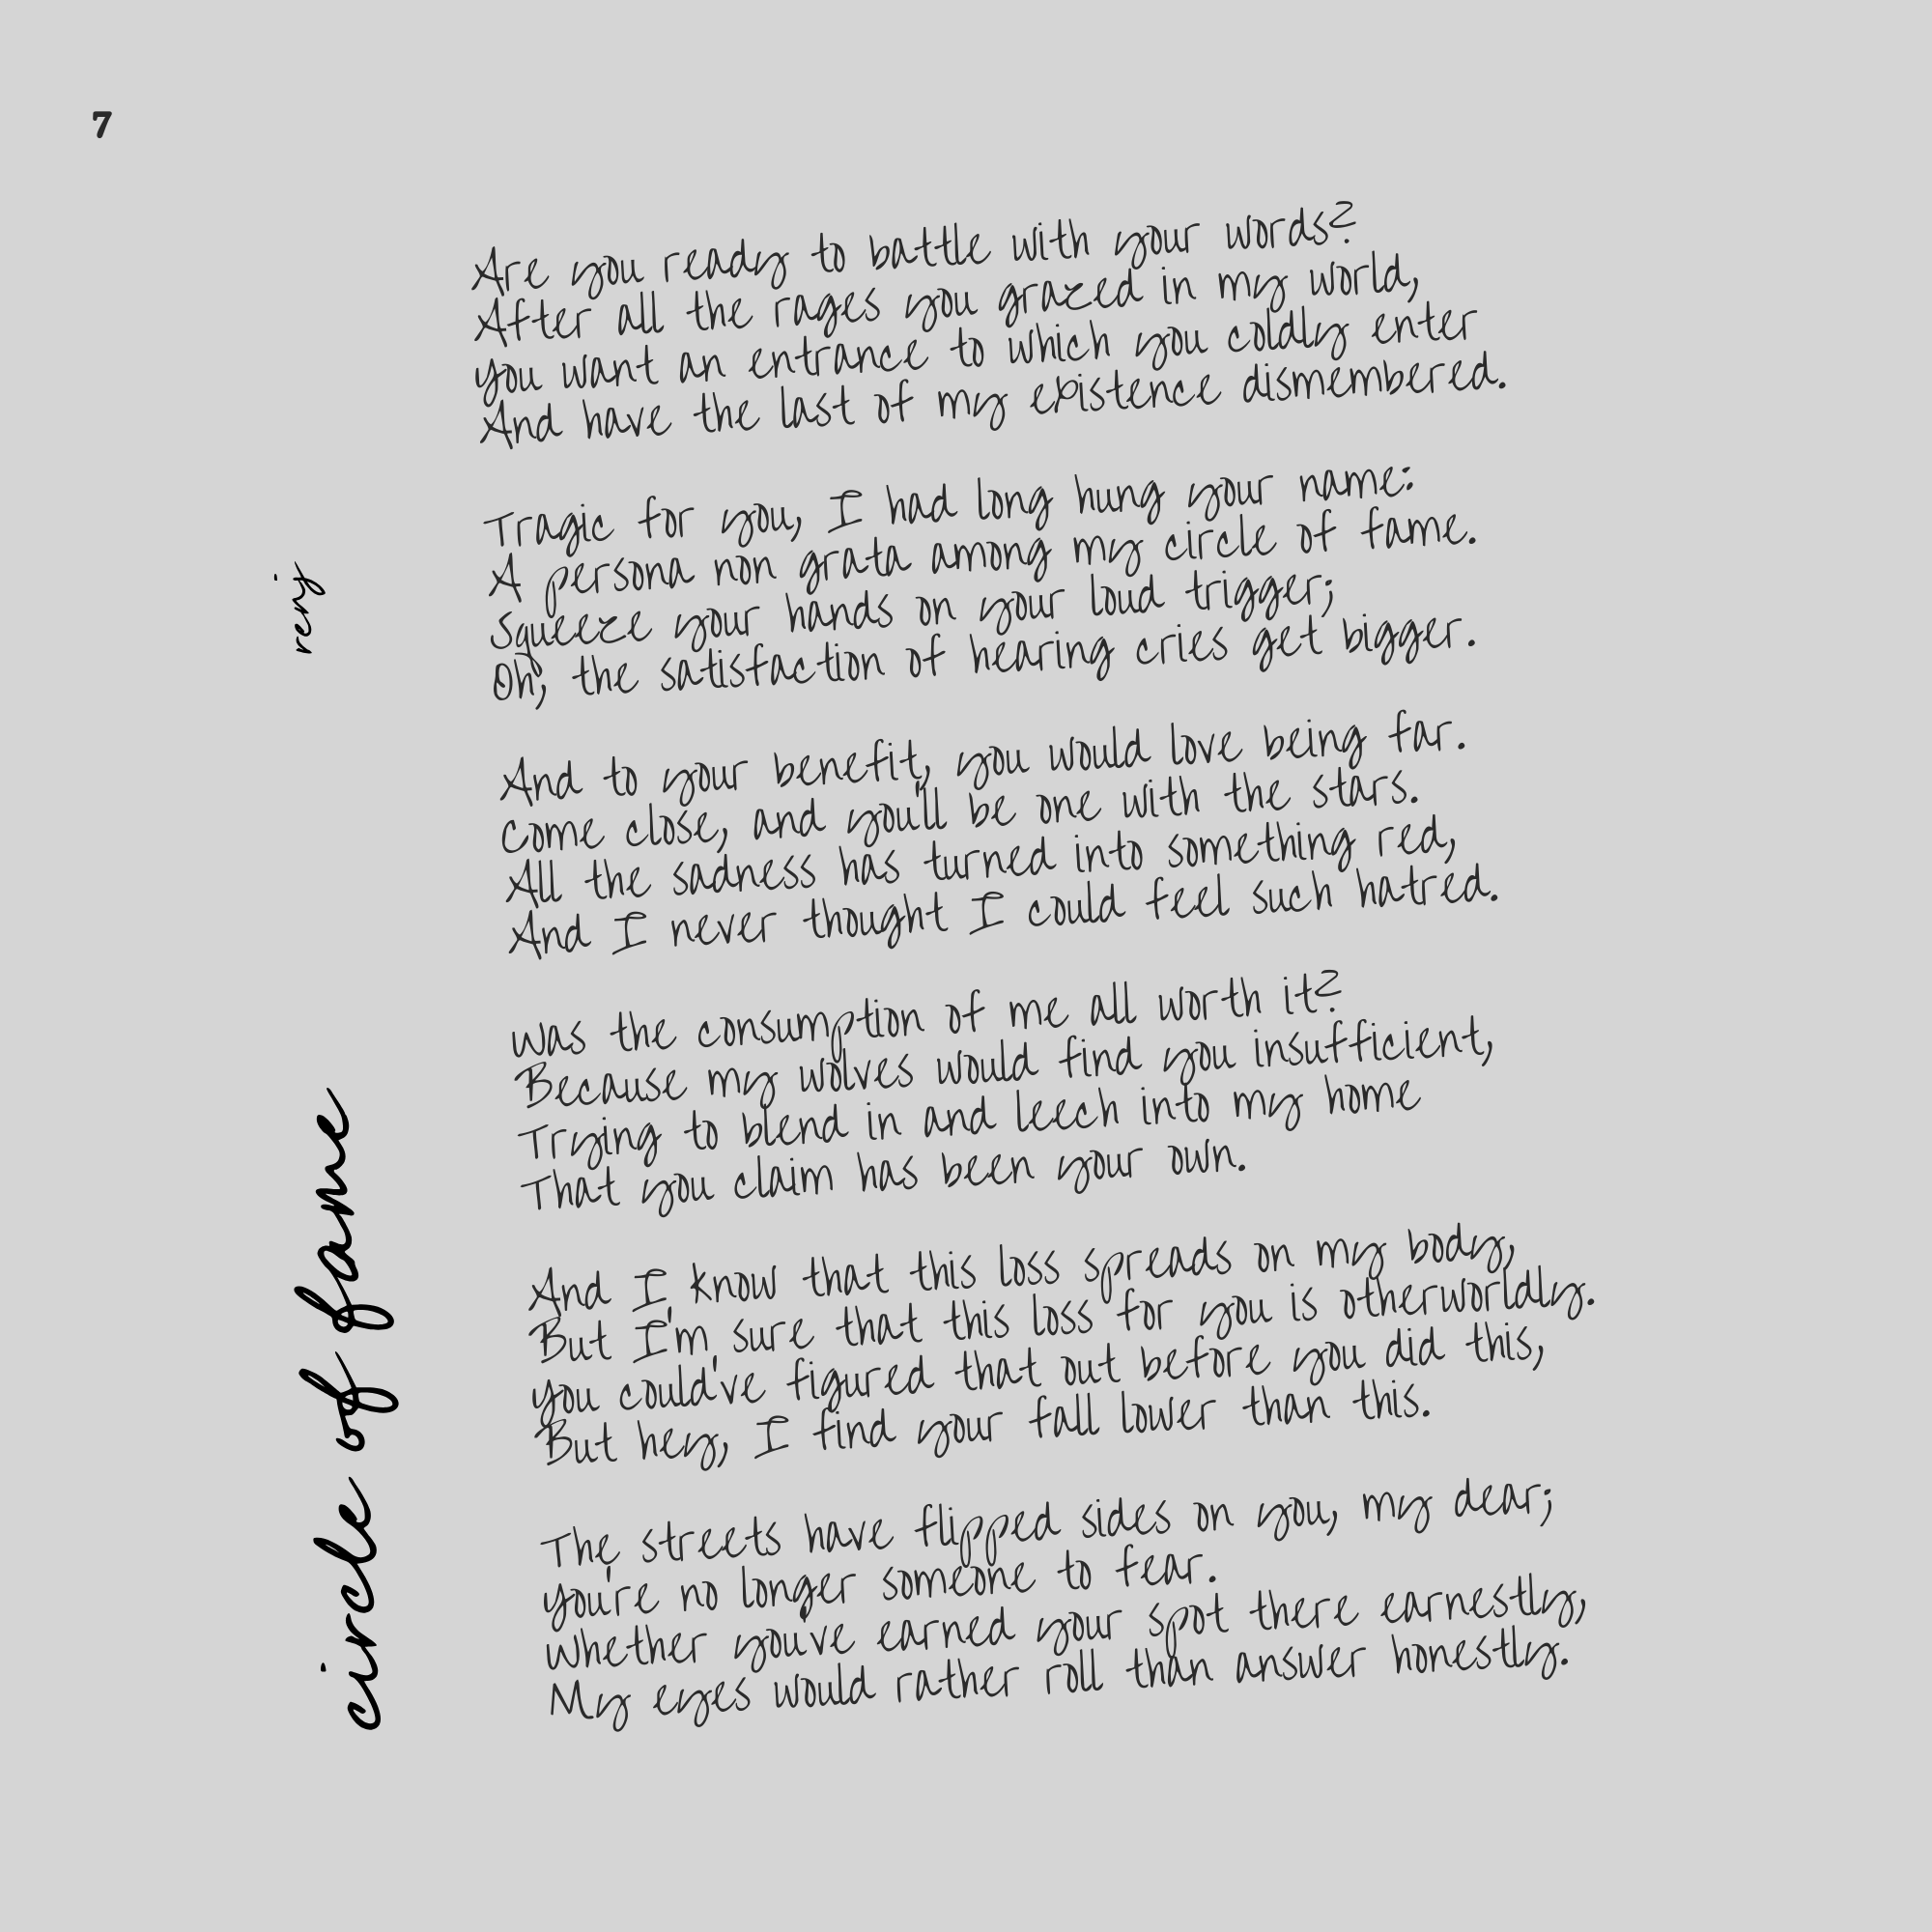 7
circle of fame
reij
Are you ready to battle with your words?
After all the rages you grazed in my world,
You want an entrance to which you coldly enter
And have the last of my existence dismembered.
Tragic for you, I had long hung your name:
A persona non grata among my circle of fame.
Squeeze your hands on your loud trigger;
Oh, the satisfaction of hearing cries get bigger.
And to your benefit, you would love being far.
Come close, and you'll be one with the stars.
All the sadness has turned into something red,
And I never thought I could feel such hatred.
Was the consumption of me all worth it?
Because my wolves would find you insufficient,
Trying to blend in and leech into my home
That you claim has been your own.
And I know that this loss spreads on my body,
But I'm sure that this loss for you is otherworldly.
You could've figured that out before you did this,
But hey, I find your fall lower than this.
The streets have flipped sides on you, my dear;
You're no longer someone to fear.
Whether you've earned your spot there earnestly,
My eyes would rather roll than answer honestly.